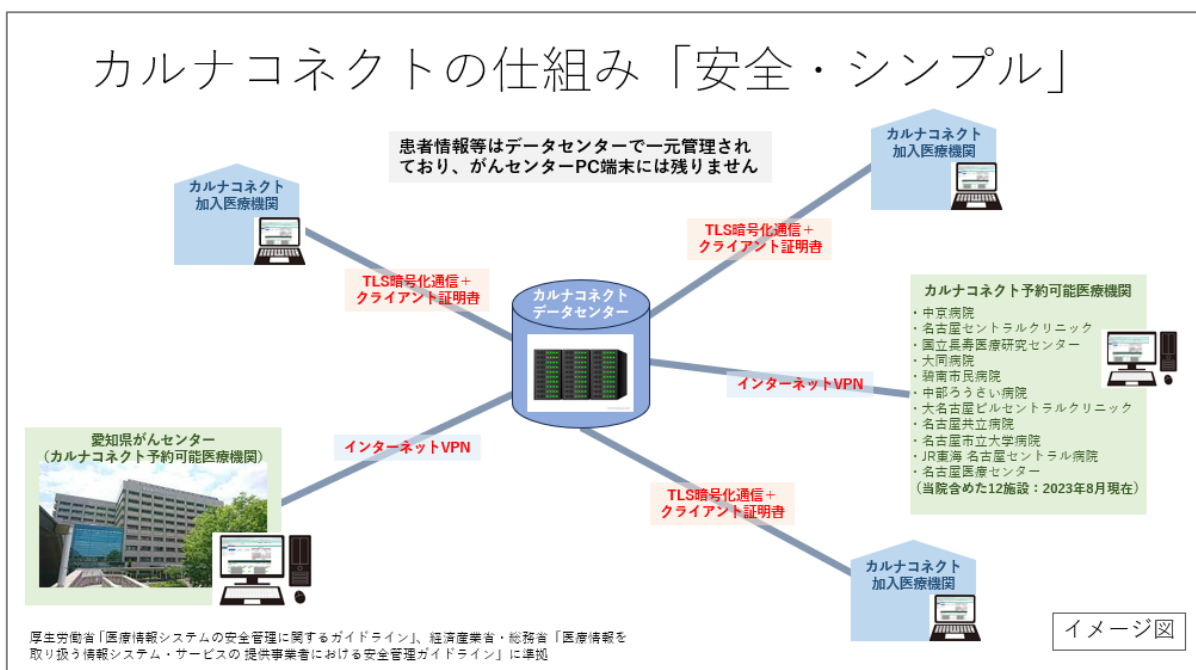 カルナコネクトの仕組み「安全・シンプル」
患者情報等はデータセンターで一元管理され
ており、がんセンターPC端末には残りません
カルナコネクト
加入医療機関
カルナコネクト
加入医療機関
TLS暗号化通信＋
クライアント証明書
TLS暗号化通信＋
クライアント証明書
カルナコネクト
データセンター
カルナコネクト予約可能医療機関
・中京病院
・名古屋セントラルクリニック
・国立長寿医療研究センター
・大同病院
・碧南市民病院
・中部ろうさい病院
・大名古屋ビルセントラルクリニック
・名古屋共立病院
・名古屋市立大学病院
・JR東海 名古屋セントラル病院
・名古屋医療センター
（当院含めた12施設：2023年8月現在）
インターネットVPN
インターネットVPN
愛知県がんセンター
（カルナコネクト予約可能医療機関）
TLS暗号化通信＋
クライアント証明書
カルナコネクト
加入医療機関
厚生労働省「医療情報システムの安全管理に関するガイドライン」、経済産業省・総務省「医療情報を
取り扱う情報システム・サービスの 提供事業者における安全管理ガイドライン」に準拠
イメージ図